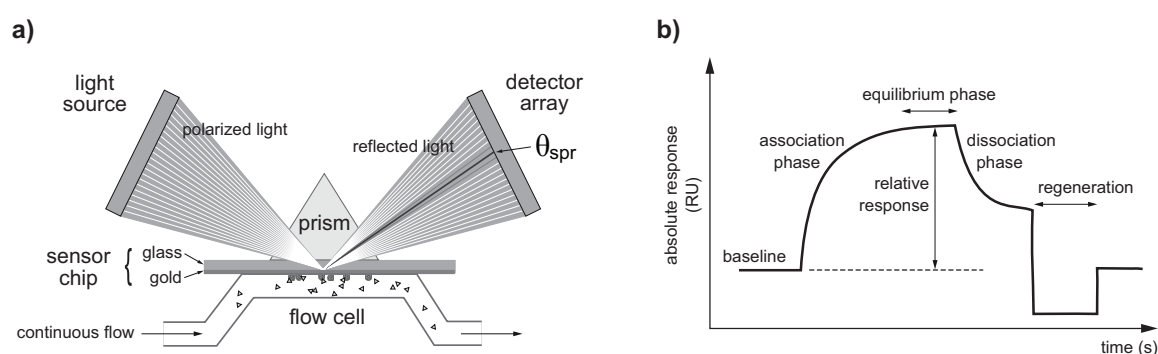 a)
light
source
polarized light
detector
array
reflected light
θspr
prism
sensor
chip
{
glass
gold
flow cell
continuous flow
b)
absolute response
(RU)
baseline
association
phase
equilibrium phase
relative
response
dissociation
phase
regeneration
time (s)